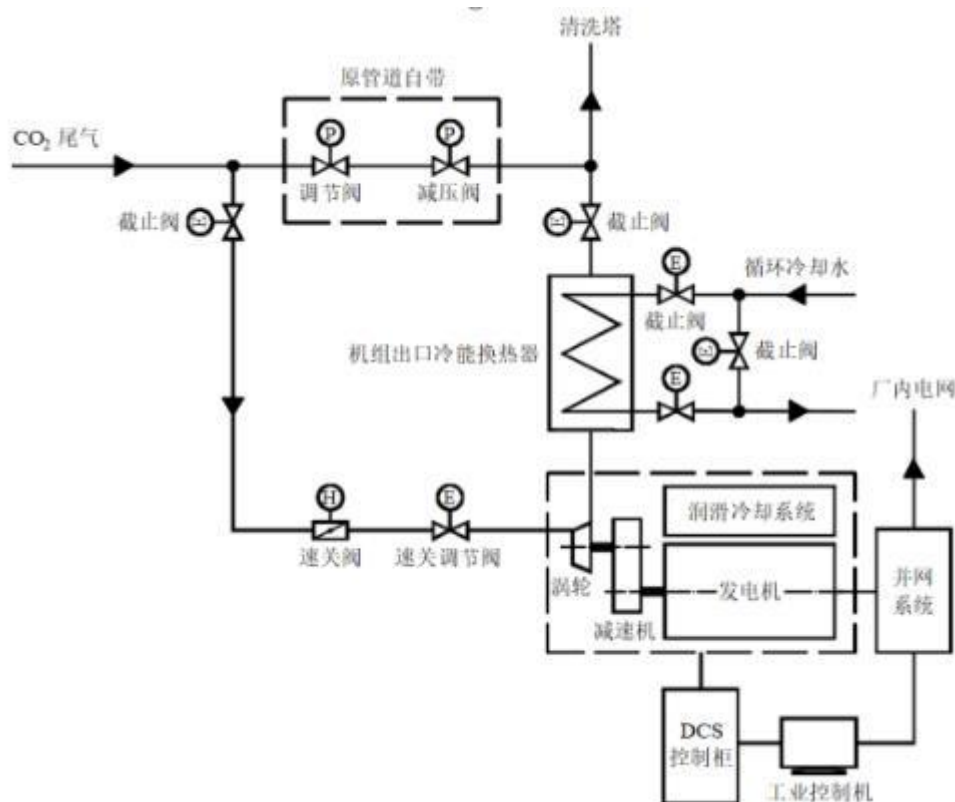 清洗塔
原管道自带
CO₂ 尾气
P
P
调节阀
减压阀
截止阀
E
E
截止阀
E
循环冷却水
截止阀
机组出口冷能换热器
E
截止阀
E
厂内电网
H
E
润滑冷却系统
速关阀
速关调节阀
涡轮
发电机
并网
系统
减速机
DCS
控制柜
工业控制机